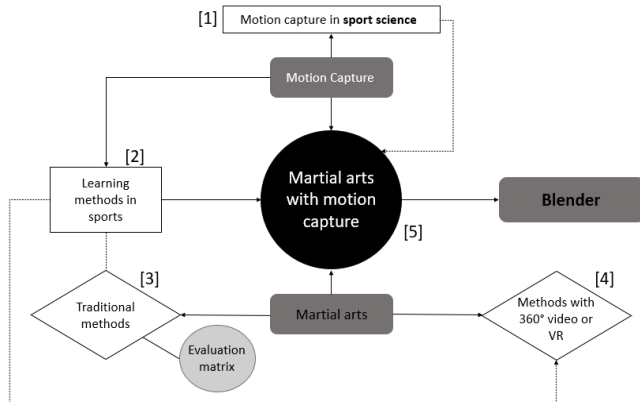 [1]
Motion capture in sport science
Motion Capture
[2]
Learning
methods in
sports
Martial arts
with motion
capture
[5]
Blender
[3]
Traditional
methods
Martial arts
[4]
Methods with
360° video or
VR
Evaluation
matrix